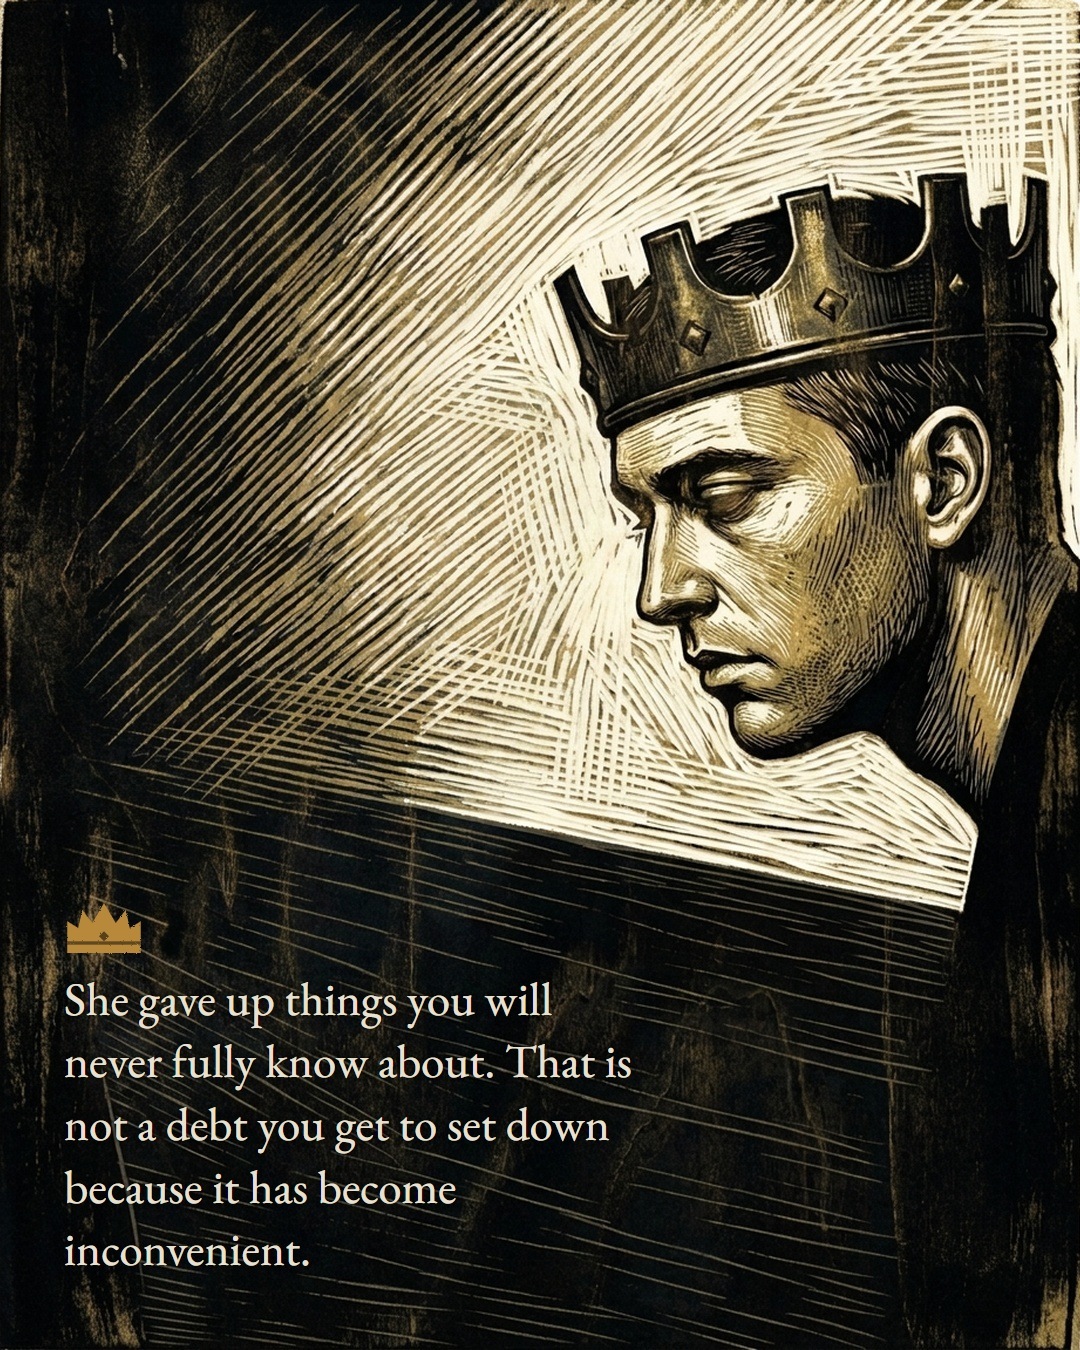 She gave up things you will
never fully know about. That is
not a debt you get to set down
because it has become
inconvenient.